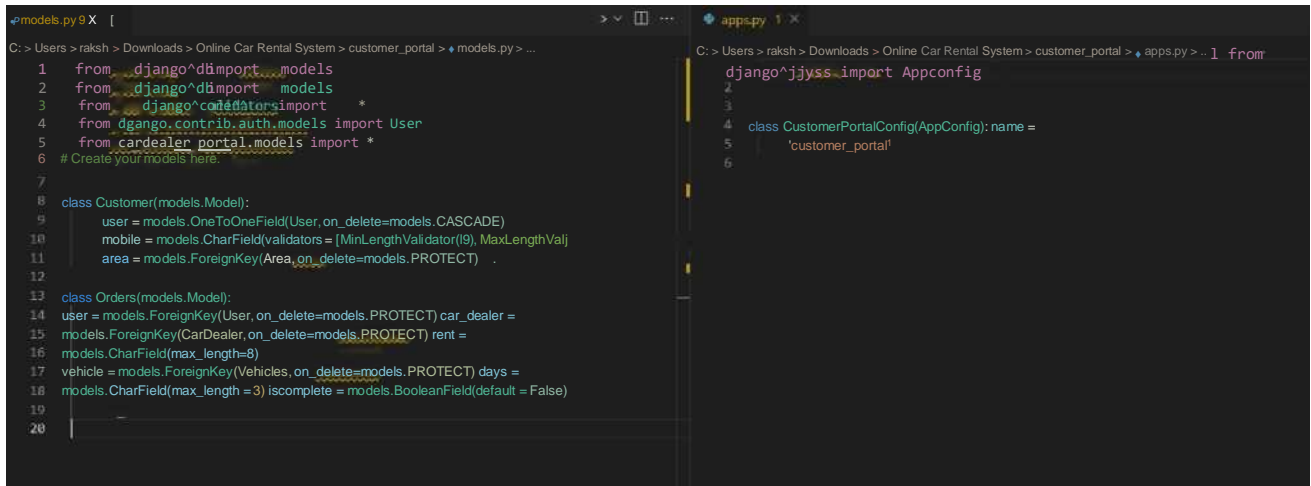 models.py 9 X [
C: > Users > raksh > Downloads > Online Car Rental System > customer_portal > models.py > ...
1 from django^dbimport models
2 from django^dbimport models
3 from import *
4 from dgango.contrib.auth.models import User
5 from cardealer_portal.models import *
6 # Create your models here.
7
8 class Customer(models.Model):
9 user = models.OneToOneField(User, on_delete=models.CASCADE)
10 mobile = models.CharField(validators = [MinLengthValidator(l9), MaxLengthValj
11 area = models.ForeignKey(Area, on_delete=models.PROTECT) .
12
13 class Orders(models.Model):
14 user = models.ForeignKey(User, on_delete=models.PROTECT) car_dealer =
15 models.ForeignKey(CarDealer, on_delete=models.PROTECT) rent =
16 models.CharField(max_length=8)
17 vehicle = models.ForeignKey(Vehicles, on_delete=models.PROTECT) days =
18 models.CharField(max_length = 3) iscomplete = models.BooleanField(default = False)
19
20
apps.py 1 X
C: > Users > raksh > Downloads > Online Car Rental System > customer_portal > apps.py > .. l from
django^jjyss import Appconfig
2
3
4 class CustomerPortalConfig(AppConfig): name =
5 'customer_portal¹
6